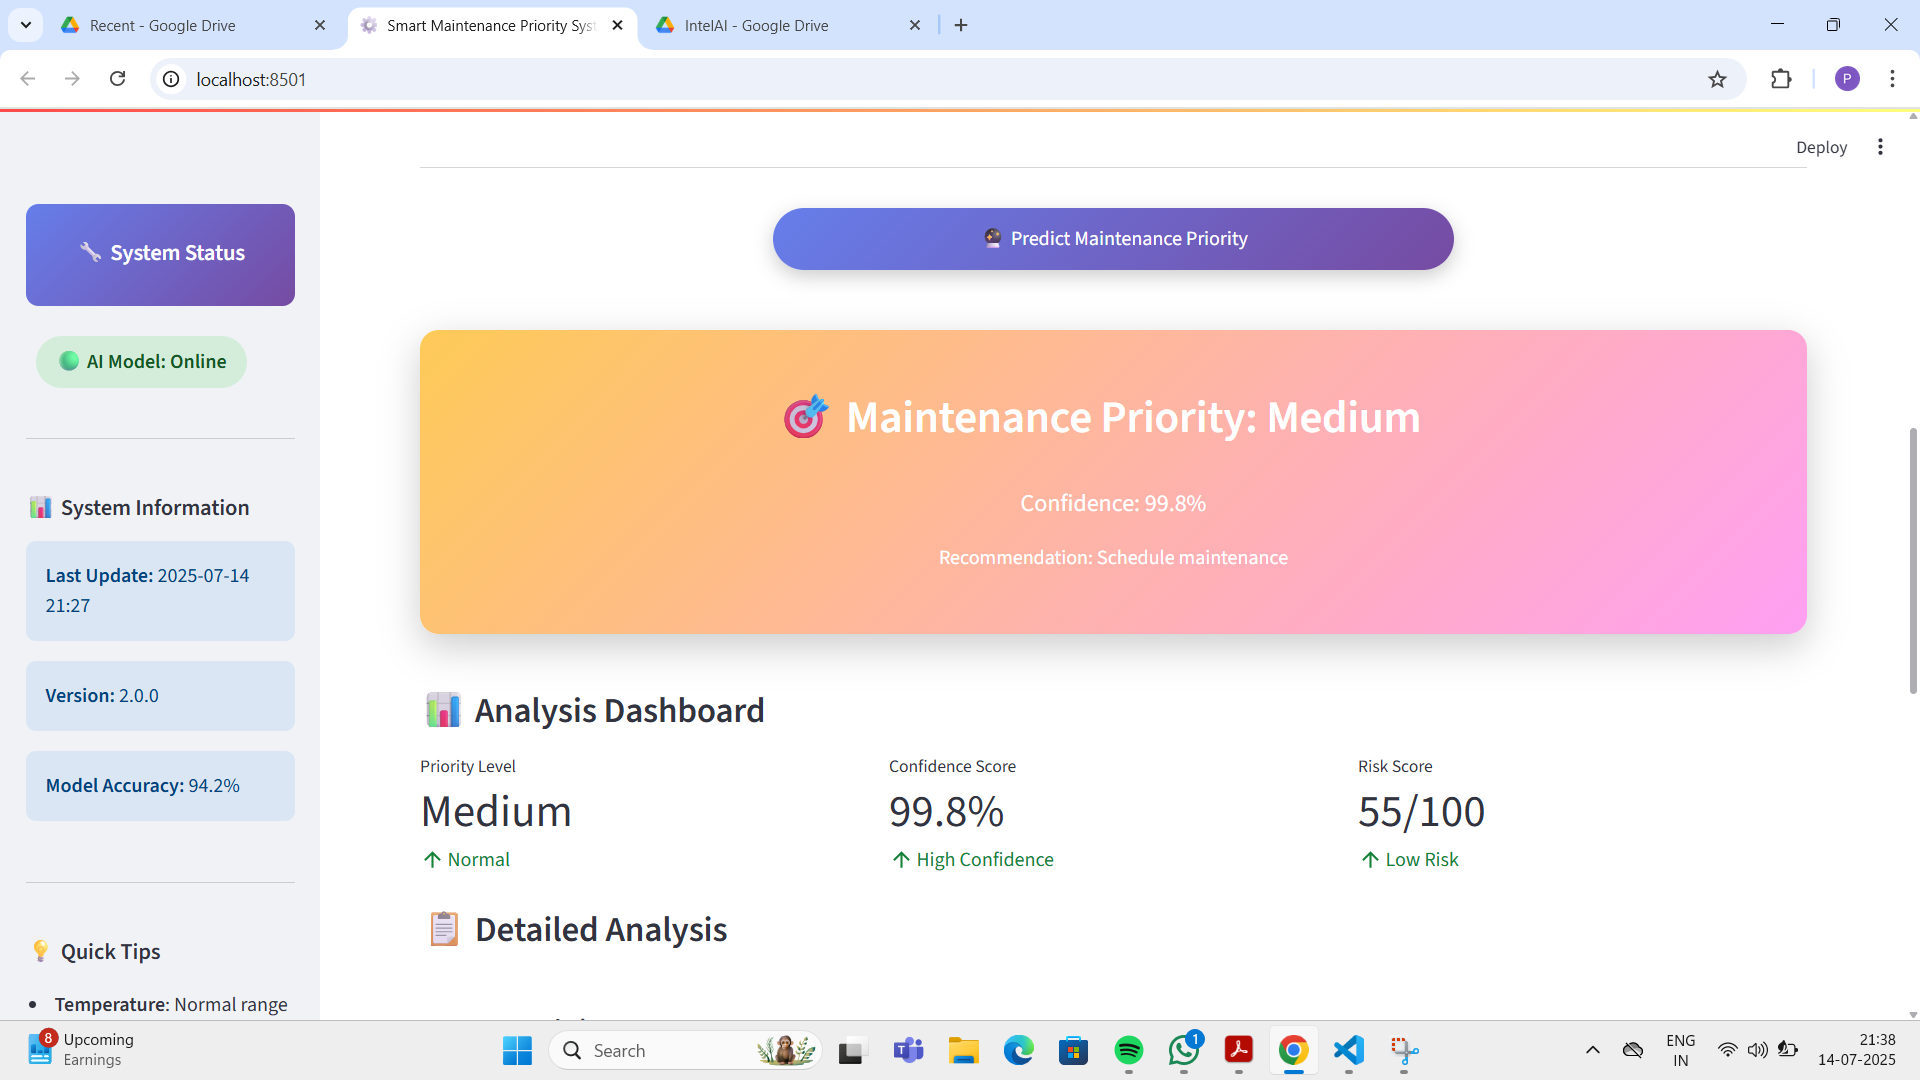 Recent - Google Drive
Smart Maintenance Priority Sys
IntelAI - Google Drive
localhost:8501
P
Deploy
System Status
AI Model: Online
System Information
Last Update: 2025-07-14
21:27
Version: 2.0.0
Model Accuracy: 94.2%
Quick Tips
Temperature: Normal range
Predict Maintenance Priority
Maintenance Priority: Medium
Confidence: 99.8%
Recommendation: Schedule maintenance
Analysis Dashboard
Priority Level
Medium
Normal
Confidence Score
99.8%
High Confidence
Risk Score
55/100
Low Risk
Detailed Analysis
8
Upcoming
Earnings
Search
1
ENG
IN
21:38
14-07-2025